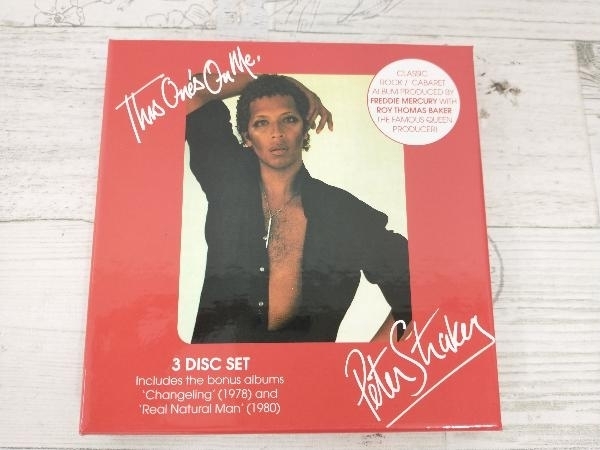 This One's On Me.
CLASSIC
ROCK / CABARET
ALBUM PRODUCED BY
FREDDIE MERCURY WITH
ROY THOMAS BAKER
THE FAMOUS QUEEN
PRODUCER!
3 DISC SET
Includes the bonus albums
'Changeling' (1978) and
'Real Natural Man' (1980)
Peter Straker